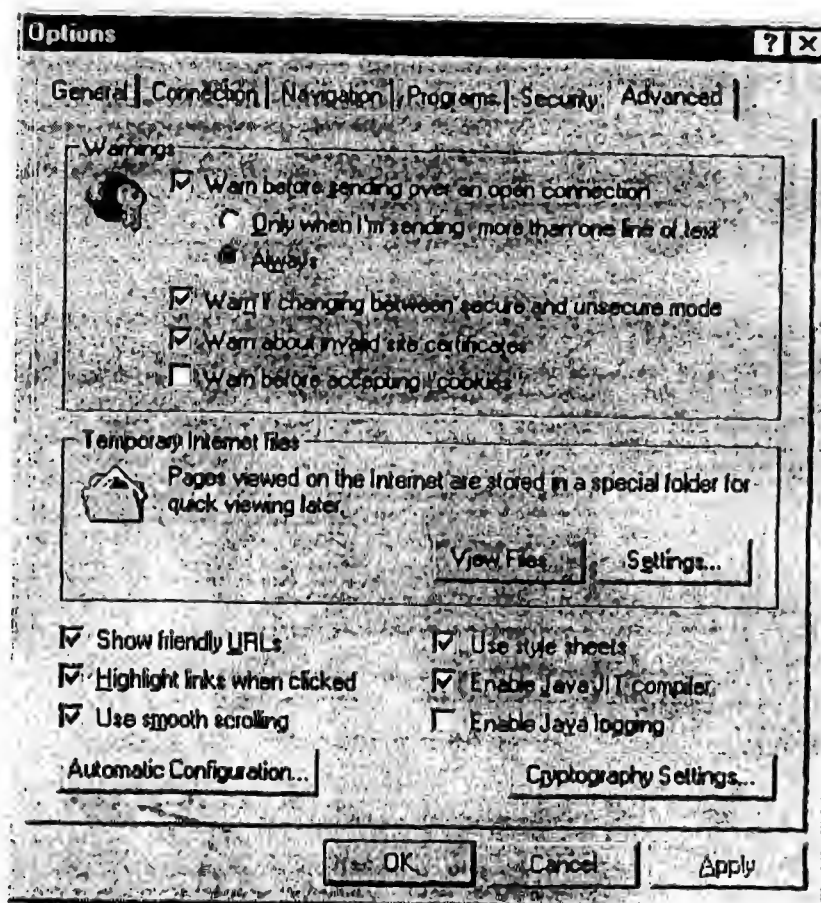 Options
General Connection Navigation Programs Security Advanced
Warnings
Warn before sending over an open connection
Only when I'm sending more than one line of text
Always
Warn if changing between secure and unsecure mode
Warn about invalid site certificates
Warn before accepting "cookies"
Temporary Internet files
Pages viewed on the Internet are stored in a special folder for
quick viewing later.
View Files... Settings...
Show friendly URLs Use style sheets
Highlight links when clicked Enable Java JIT compiler
Use smooth scrolling Enable Java logging
Automatic Configuration... Cryptography Settings...
OK Cancel Apply